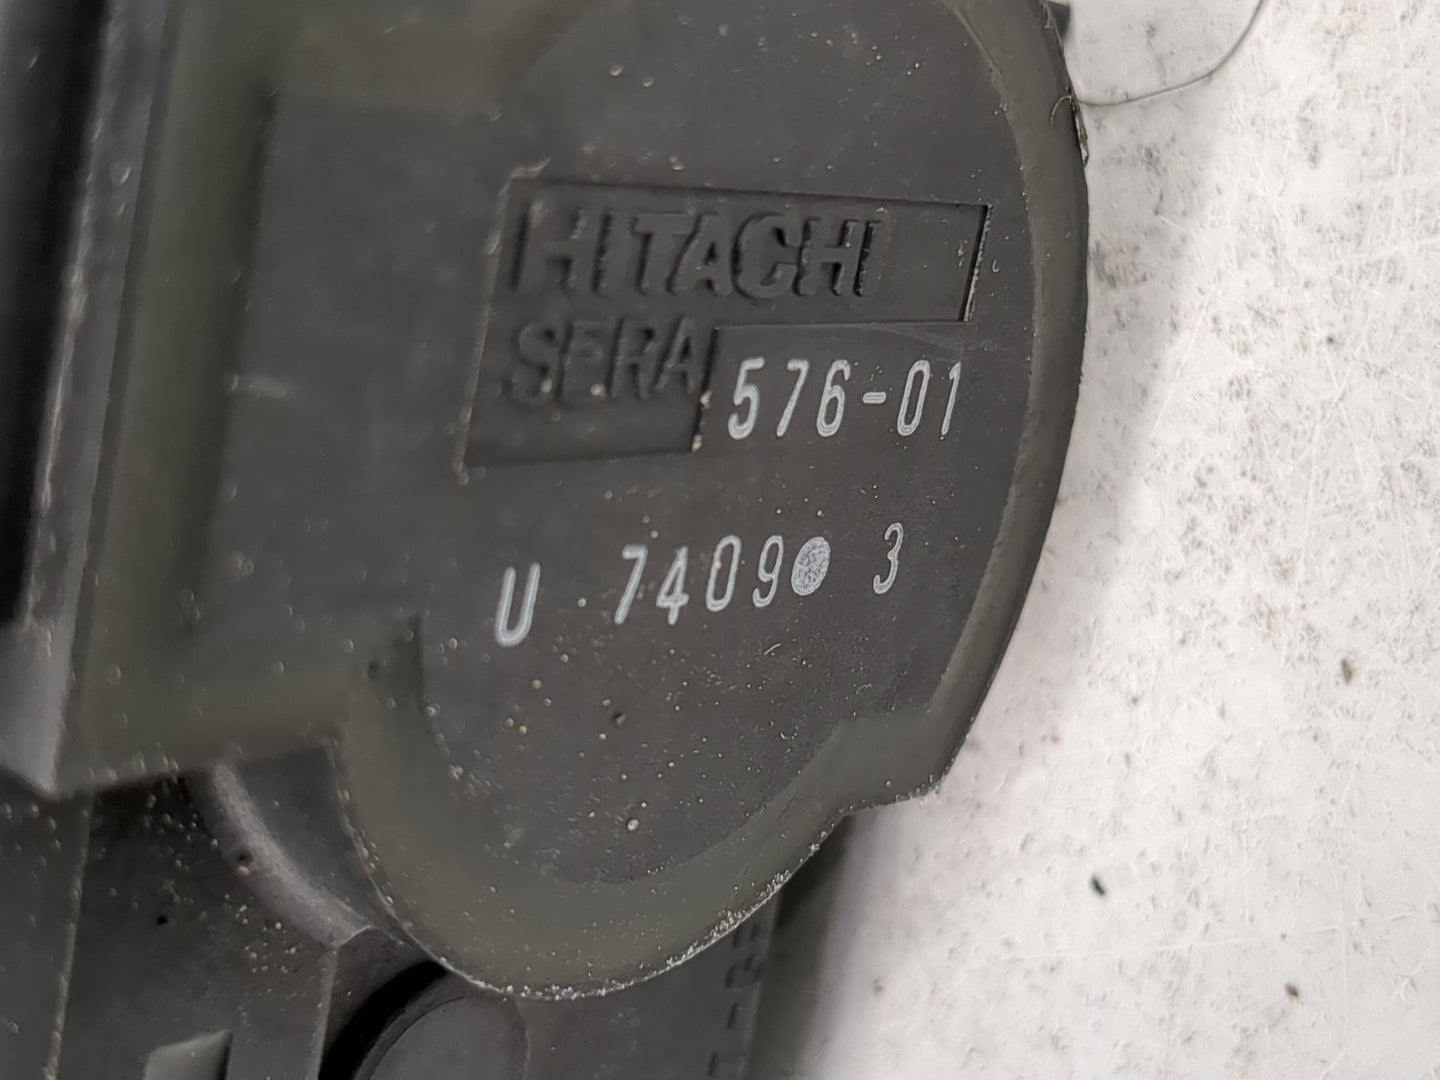 HITACHI
SERA 576-01
U 7409● 3